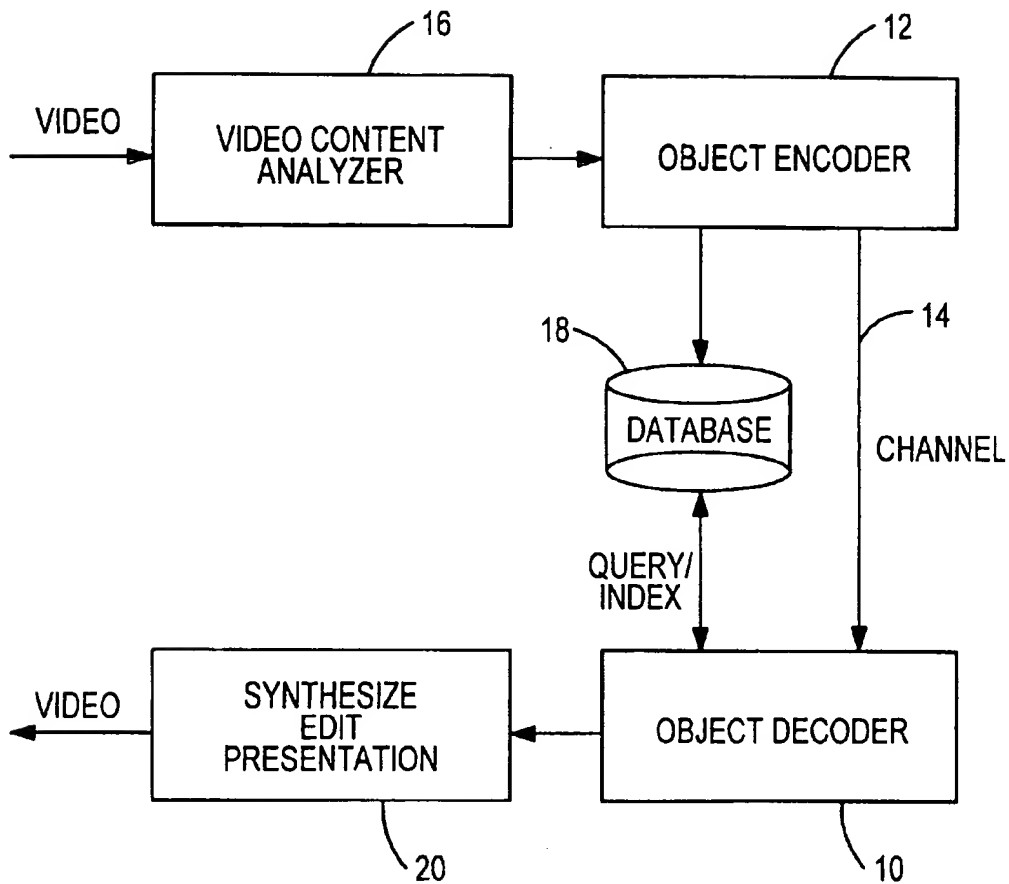 16
12
VIDEO
VIDEO CONTENT
ANALYZER
OBJECT ENCODER
18
14
DATABASE
CHANNEL
QUERY/
INDEX
VIDEO
SYNTHESIZE
EDIT
PRESENTATION
OBJECT DECODER
20
10